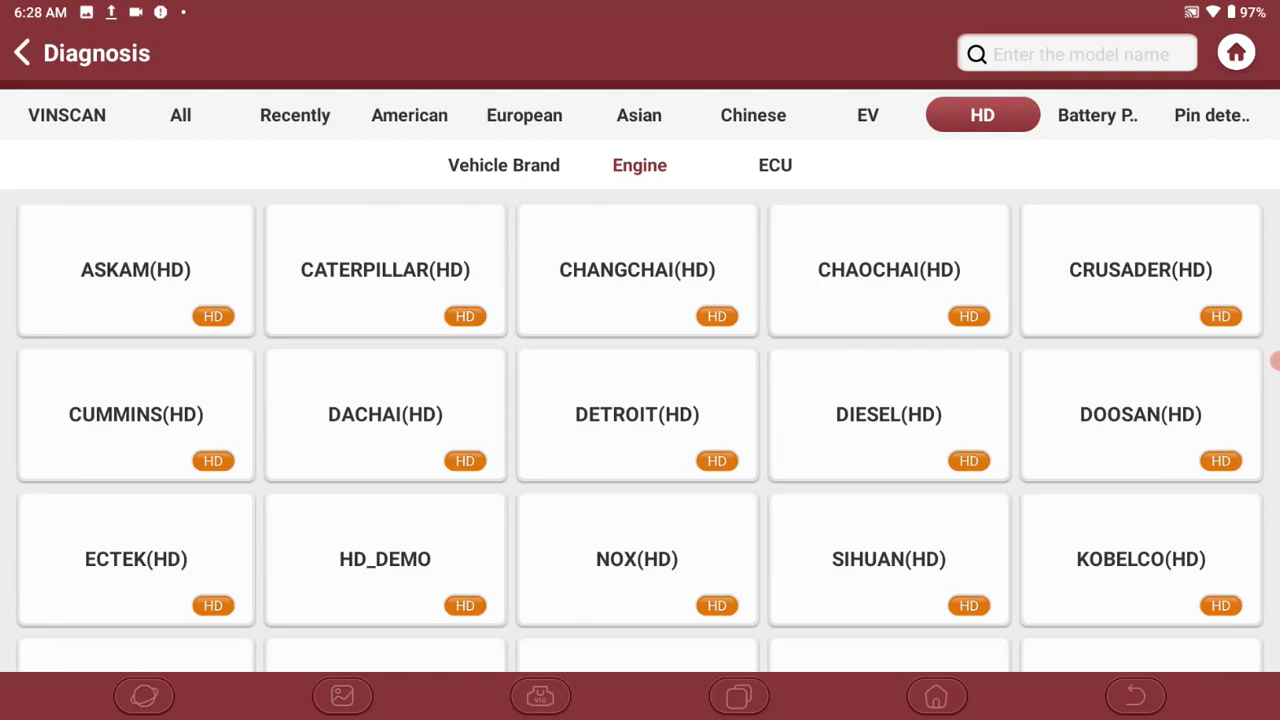 6:28 AM
97%
Diagnosis
Enter the model name
VINSCAN All Recently American European Asian Chinese EV HD Battery P.. Pin dete..
Vehicle Brand Engine ECU
ASKAM(HD) CATERPILLAR(HD) CHANGCHAI(HD) CHAOCHAI(HD) CRUSADER(HD)
HD HD HD HD HD
CUMMINS(HD) DACHAI(HD) DETROIT(HD) DIESEL(HD) DOOSAN(HD)
HD HD HD HD HD
ECTEK(HD) HD_DEMO NOX(HD) SIHUAN(HD) KOBELCO(HD)
HD HD HD HD HD
VIC